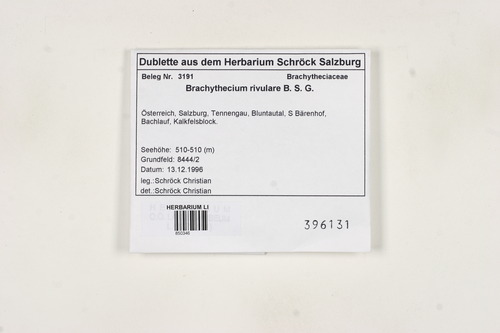 Dublette aus dem Herbarium Schröck Salzburg
Beleg Nr. 3191 Brachytheciaceae
Brachythecium rivulare B. S. G.
Österreich, Salzburg, Tennengau, Bluntautal, S Bärenhof,
Bachlauf, Kalkfelsblock.
Seehöhe: 510-510 (m)
Grundfeld: 8444/2
Datum: 13.12.1996
leg.:Schröck Christian
det.:Schröck Christian
HERBARIUM LI
850346
396131